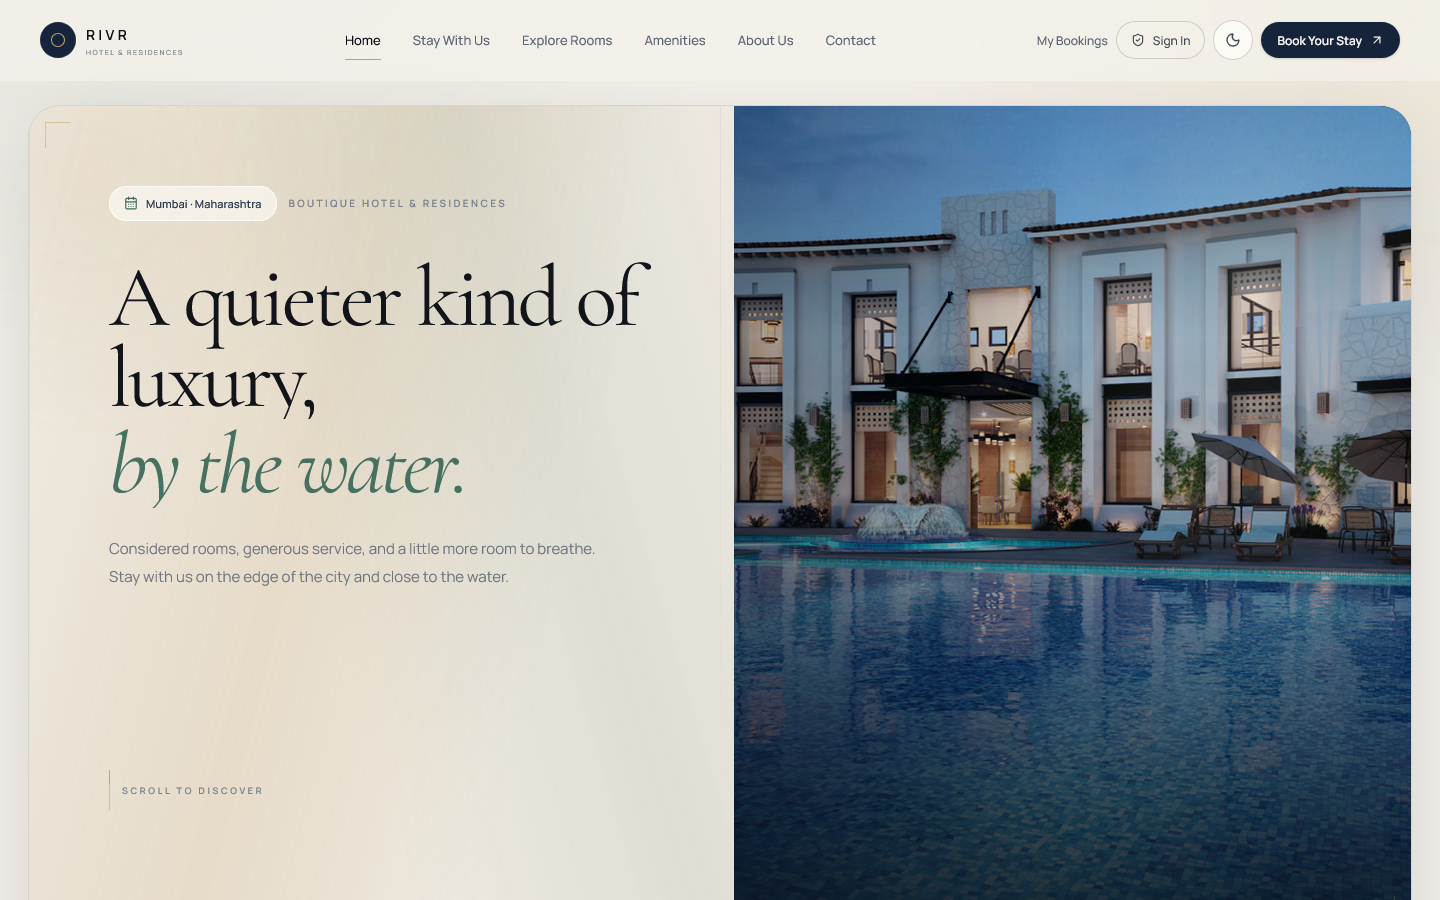 RIVR
HOTEL & RESIDENCES
Home
Stay With Us
Explore Rooms
Amenities
About Us
Contact
My Bookings
Sign In
Book Your Stay
Mumbai · Maharashtra
BOUTIQUE HOTEL & RESIDENCES
A quieter kind of
luxury,
by the water.
Considered rooms, generous service, and a little more room to breathe.
Stay with us on the edge of the city and close to the water.
SCROLL TO DISCOVER